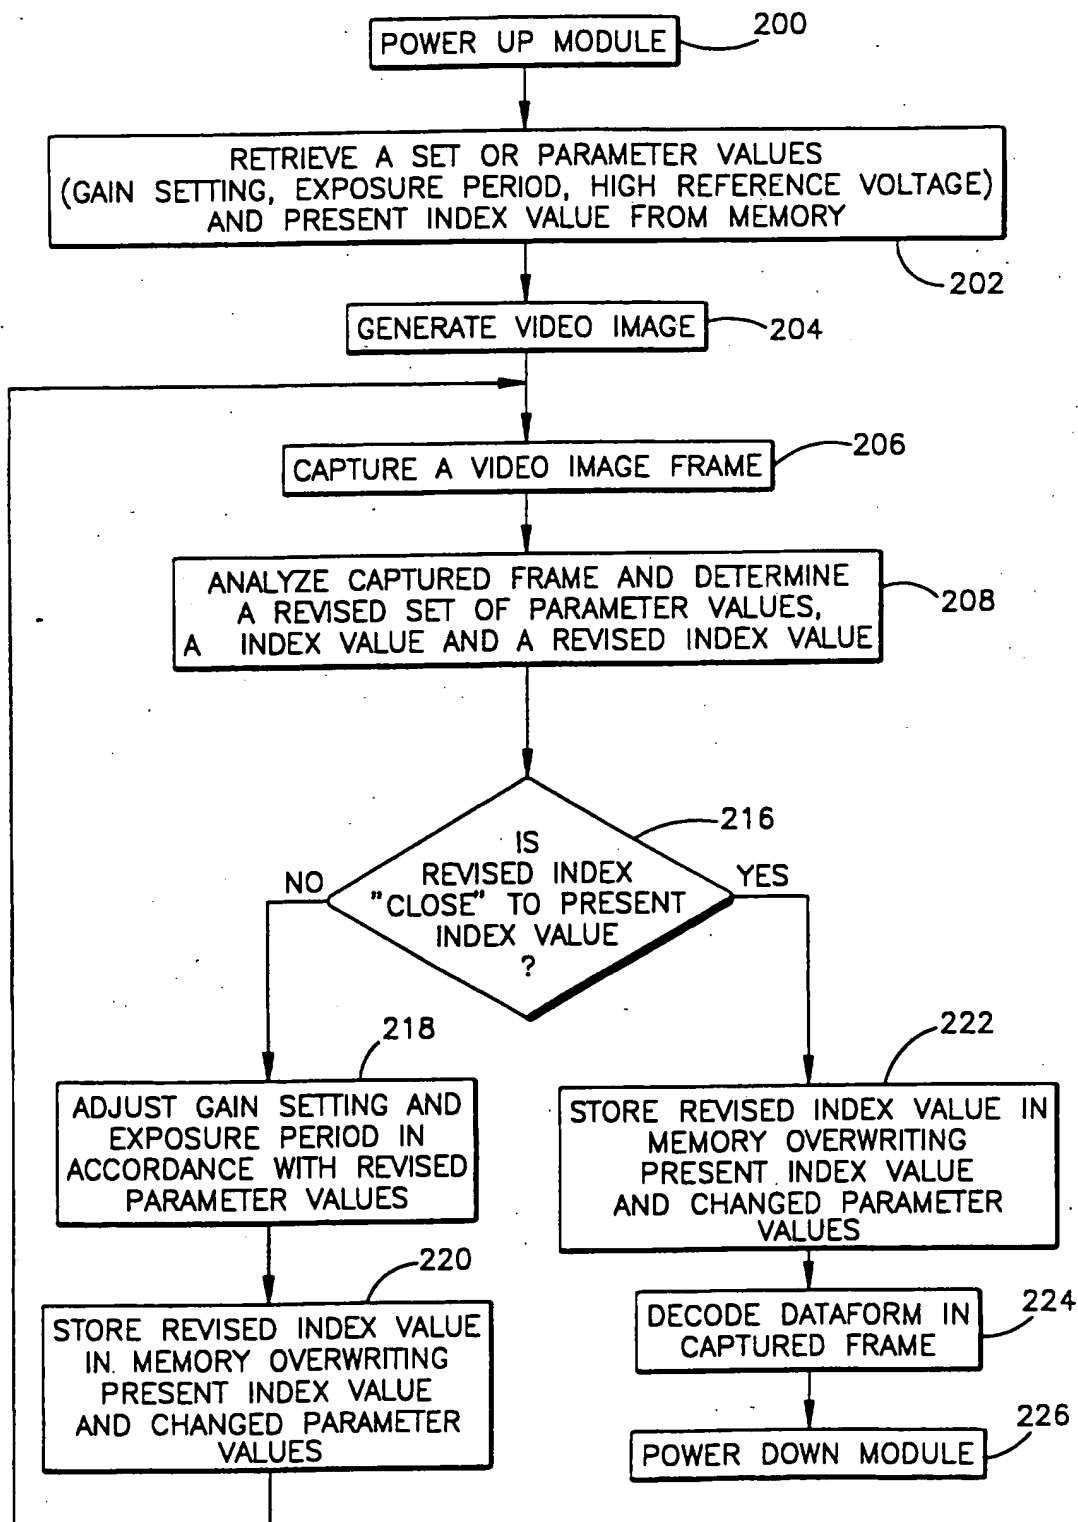 POWER UP MODULE
200
RETRIEVE A SET OR PARAMETER VALUES
(GAIN SETTING, EXPOSURE PERIOD, HIGH REFERENCE VOLTAGE)
AND PRESENT INDEX VALUE FROM MEMORY
202
GENERATE VIDEO IMAGE
204
CAPTURE A VIDEO IMAGE FRAME
206
ANALYZE CAPTURED FRAME AND DETERMINE
A REVISED SET OF PARAMETER VALUES,
A INDEX VALUE AND A REVISED INDEX VALUE
208
IS
REVISED INDEX
"CLOSE" TO PRESENT
INDEX VALUE
?
216
NO
YES
218
ADJUST GAIN SETTING AND
EXPOSURE PERIOD IN
ACCORDANCE WITH REVISED
PARAMETER VALUES
220
STORE REVISED INDEX VALUE
IN MEMORY OVERWRITING
PRESENT INDEX VALUE
AND CHANGED PARAMETER
VALUES
222
STORE REVISED INDEX VALUE IN
MEMORY OVERWRITING
PRESENT INDEX VALUE
AND CHANGED PARAMETER
VALUES
DECODE DATAFORM IN
CAPTURED FRAME
224
POWER DOWN MODULE
226